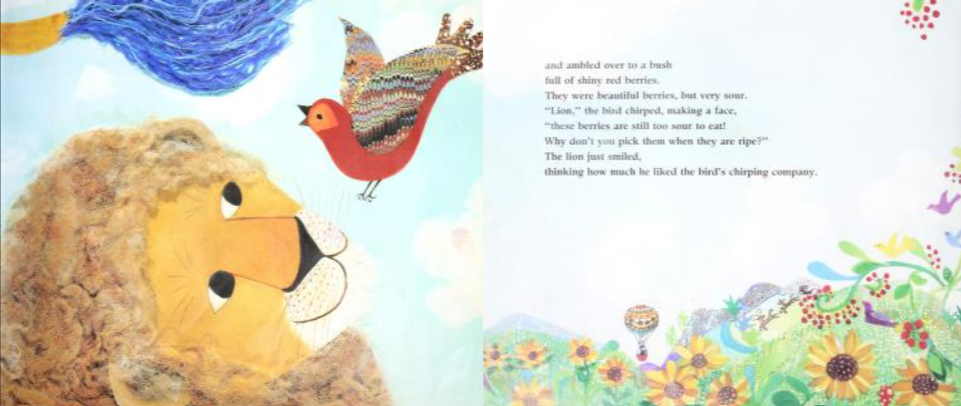 and ambled over to a bush
full of shiny red berries.
They were beautiful berries, but very sour.
"Lion," the bird chirped, making a face,
"these berries are still too sour to eat!
Why don't you pick them when they are ripe?"
The lion just smiled,
thinking how much he liked the bird's chirping company.